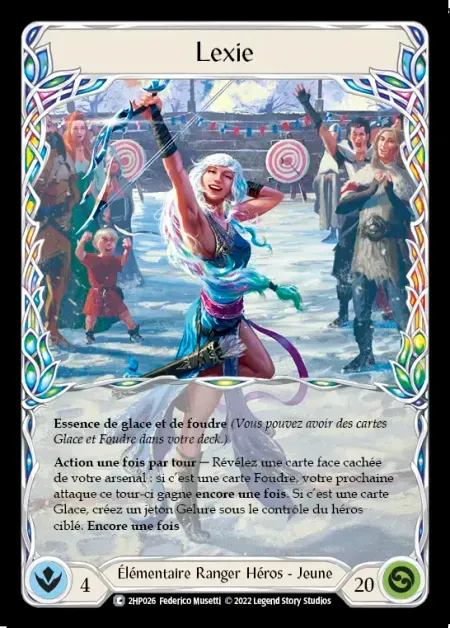 Lexie
Essence de glace et de foudre (Vous pouvez avoir des cartes
Glace et Foudre dans votre deck.)
Action une fois par tour — Révélez une carte face cachée
de votre arsenal : si c'est une carte Foudre, votre prochaine
attaque ce tour-ci gagne encore une fois. Si c'est une carte
Glace, créez un jeton Gelure sous le contrôle du héros
ciblé. Encore une fois
4
Élémentaire Ranger Héros - Jeune
20
C 2HP026 Federico Musetti © 2022 Legend Story Studios